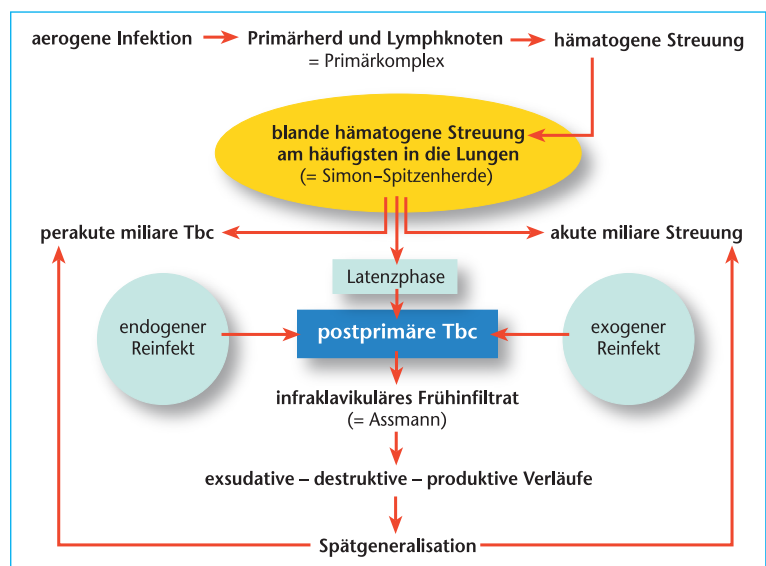 aerogene Infektion
Primärherd und Lymphknoten
= Primärkomplex
hämatogene Streuung
blande hämatogene Streuung
am häufigsten in die Lungen
(= Simon-Spitzenherde)
perakute miliare Tbc
akute miliare Streuung
Latenzphase
endogener
Reinfekt
postprimäre Tbc
exogener
Reinfekt
infraklavikuläres Frühinfiltrat
(= Assmann)
exsudative – destruktive – produktive Verläufe
Spätgeneralisation